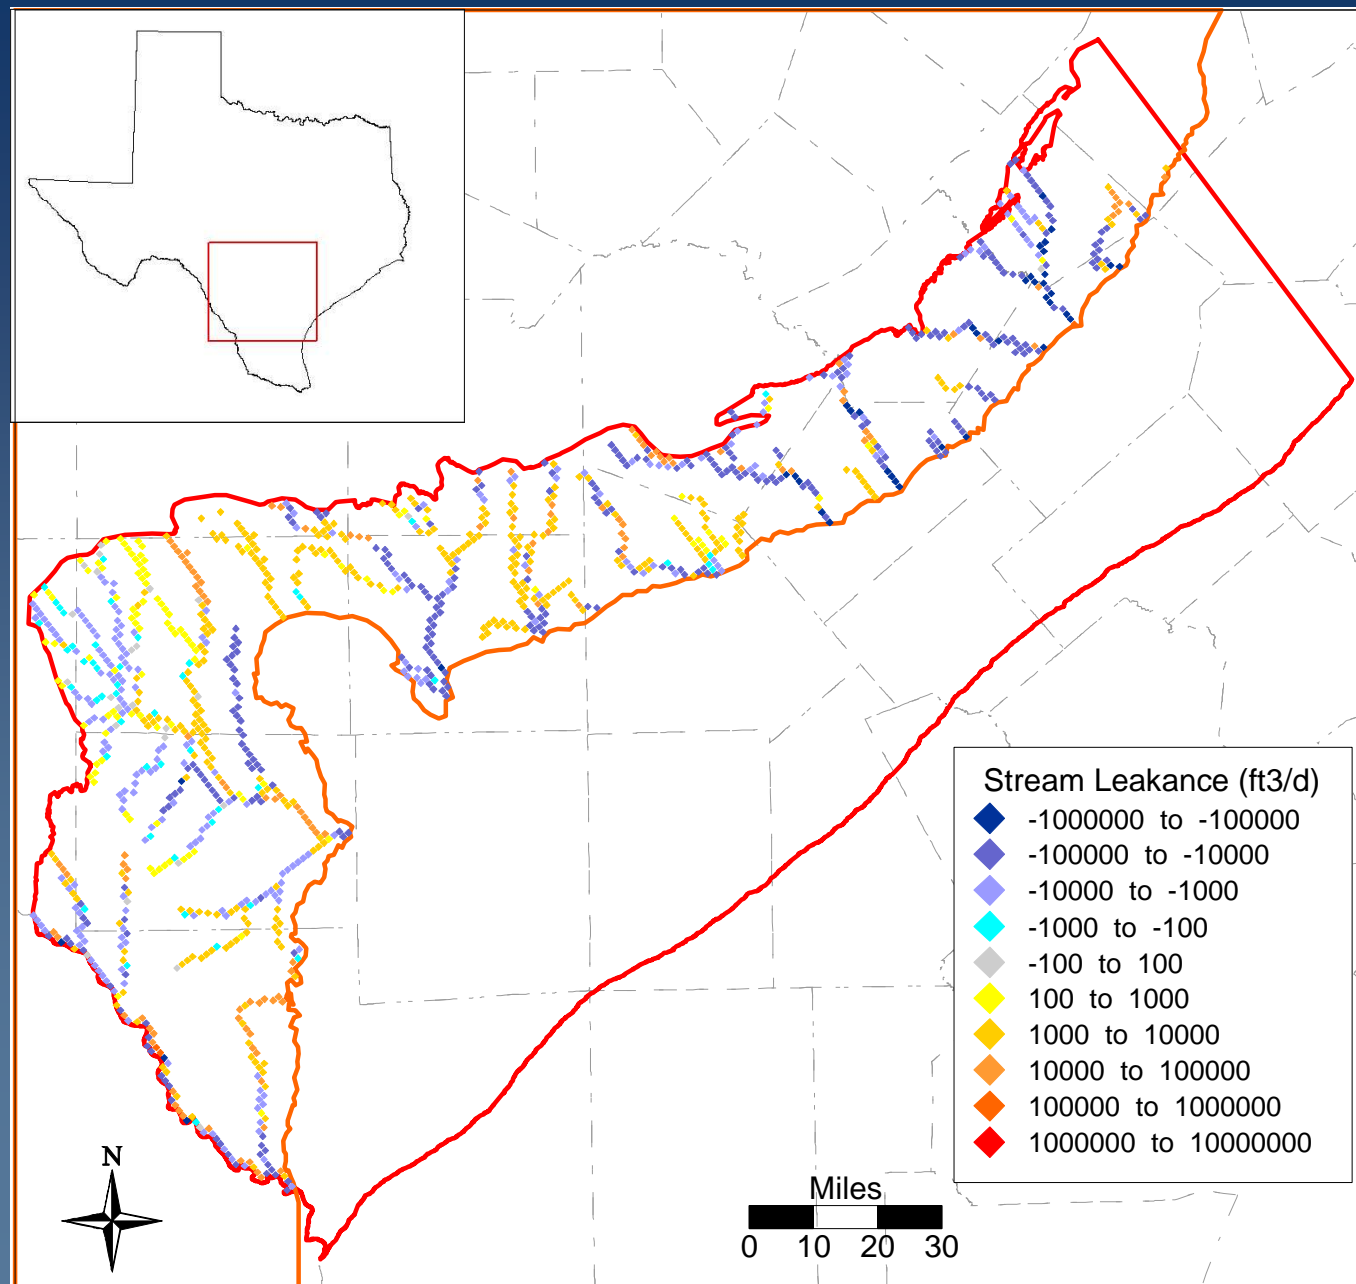 Stream Leakance (ft3/d)
-1000000 to -100000
-100000 to -10000
-10000 to -1000
-1000 to -100
-100 to 100
100 to 1000
1000 to 10000
10000 to 100000
100000 to 1000000
1000000 to 10000000
N
Miles
0 10 20 30